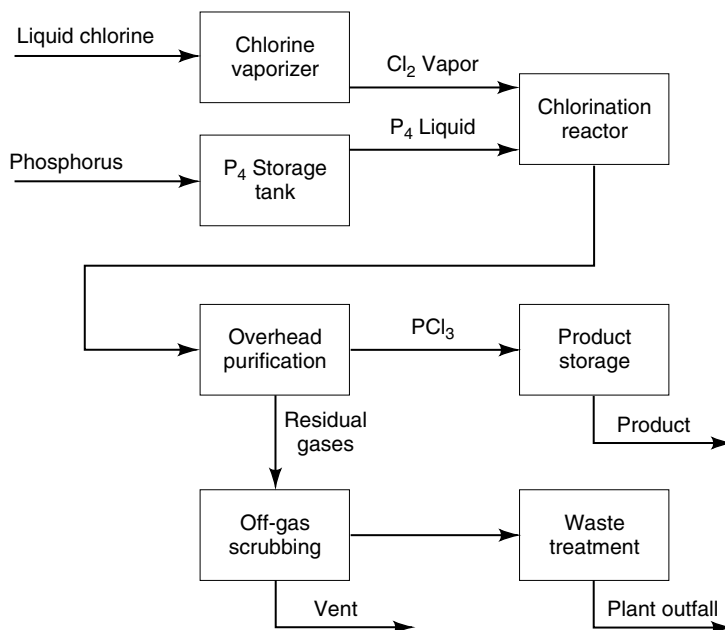 Liquid chlorine
Chlorine
vaporizer
Cl₂ Vapor
Chlorination
reactor
Phosphorus
P₄ Storage
tank
P₄ Liquid
Overhead
purification
PCl₃
Product
storage
Residual
gases
Product
Off-gas
scrubbing
Waste
treatment
Vent
Plant outfall